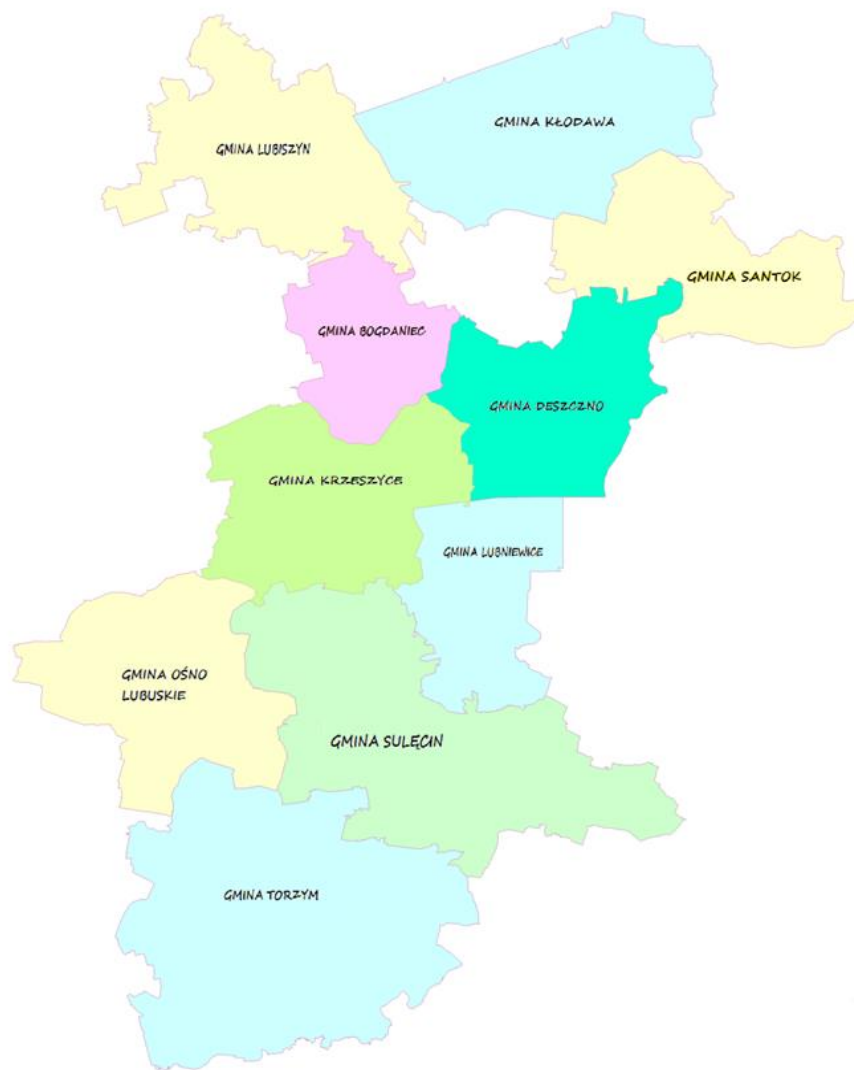 GMINA KŁODAWA
GMINA LUBISZYN
GMINA SANTOK
GMINA BOGDANIEC
GMINA DESZCZNO
GMINA KRZESZYCE
GMINA LUBNIEWICE
GMINA OŚNO
LUBUSKIE
GMINA SULĘCIN
GMINA TORZYM